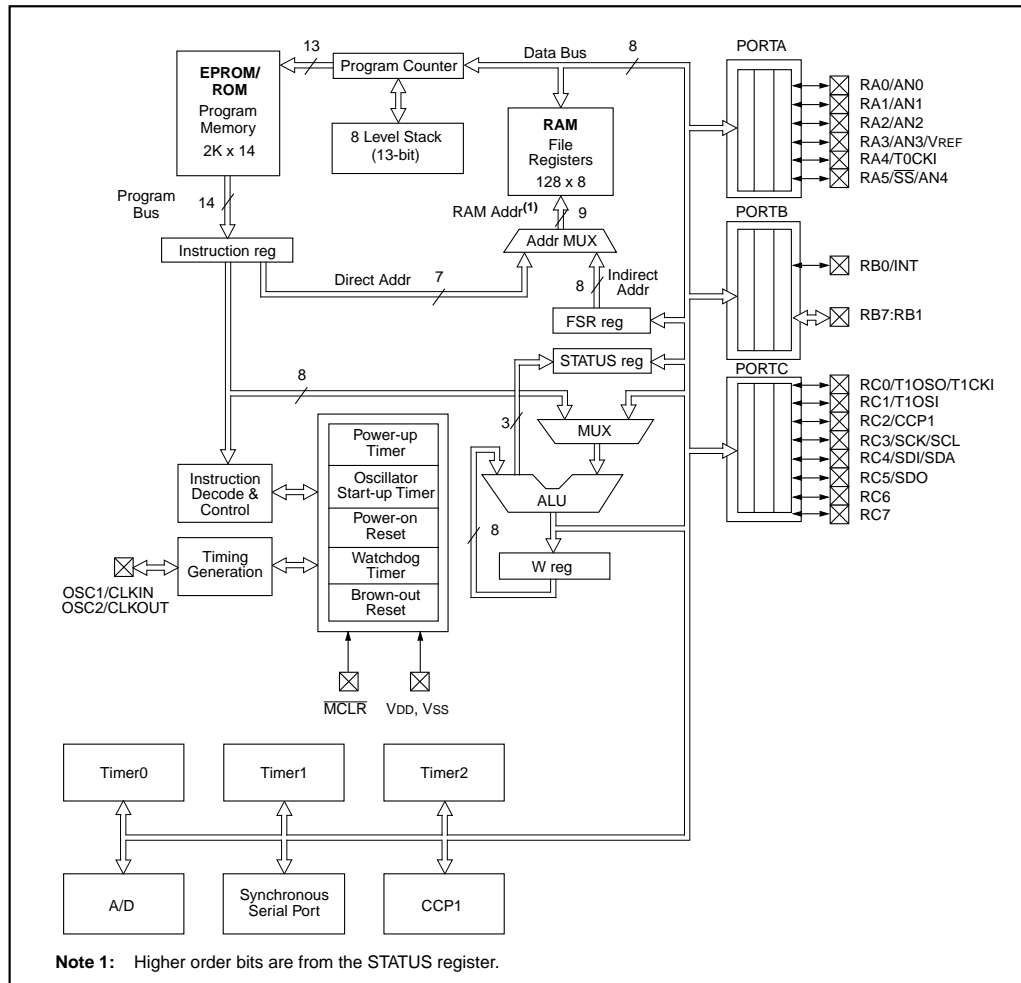 EPROM/
ROM
Program
Memory
2K x 14
13
Program Counter
8 Level Stack
(13-bit)
Data Bus
8
RAM
File
Registers
128 x 8
Program
Bus
14
Instruction reg
RAM Addr(1)
9
Addr MUX
Direct Addr
7
8
Indirect
Addr
FSR reg
STATUS reg
8
3
MUX
ALU
8
W reg
Power-up
Timer
Oscillator
Start-up Timer
Power-on
Reset
Watchdog
Timer
Brown-out
Reset
Instruction
Decode &
Control
Timing
Generation
OSC1/CLKIN
OSC2/CLKOUT
MCLR
VDD, VSS
PORTA
RA0/AN0
RA1/AN1
RA2/AN2
RA3/AN3/VREF
RA4/T0CKI
RA5/SS/AN4
PORTB
RB0/INT
RB7:RB1
PORTC
RC0/T1OSO/T1CKI
RC1/T1OSI
RC2/CCP1
RC3/SCK/SCL
RC4/SDI/SDA
RC5/SDO
RC6
RC7
Timer0
Timer1
Timer2
A/D
Synchronous
Serial Port
CCP1
Note 1: Higher order bits are from the STATUS register.